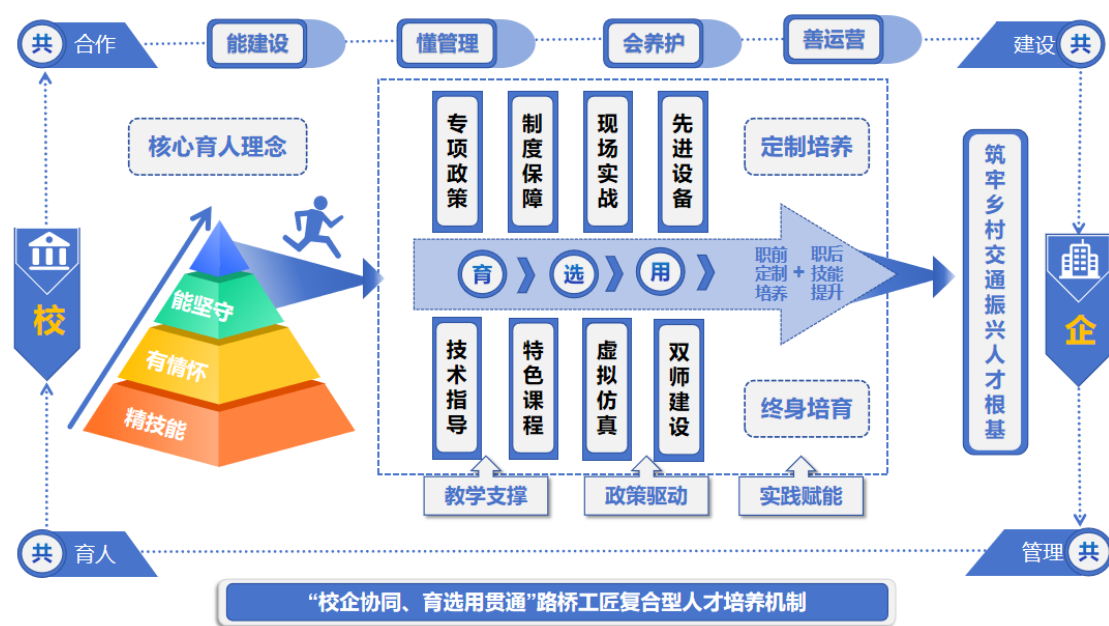 共 合作
能建设
懂管理
会养护
善运营
建设 共
核心育人理念
专项政策
制度保障
现场实战
先进设备
定制培养
校
能坚守
有情怀
精技能
育
选
用
职前定制培养
+
职后技能提升
筑牢乡村交通振兴人才根基
企
技术指导
特色课程
虚拟仿真
双师建设
终身培育
教学支撑
政策驱动
实践赋能
共 育人
管理 共
“校企协同、育选用贯通”路桥工匠复合型人才培养机制